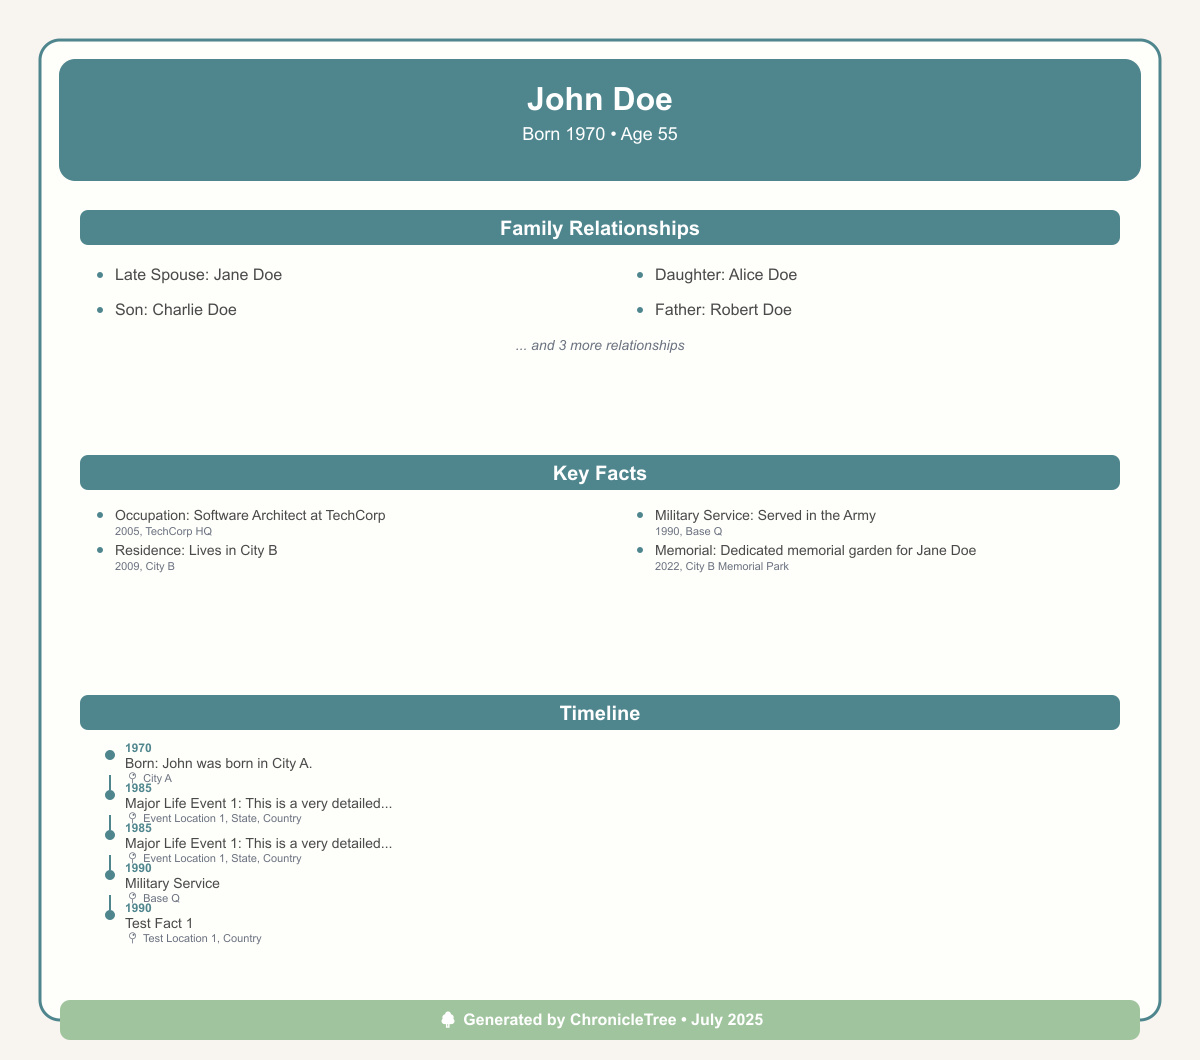 John Doe
Born 1970 • Age 55
Family Relationships
• Late Spouse: Jane Doe
• Daughter: Alice Doe
• Son: Charlie Doe
• Father: Robert Doe
... and 3 more relationships
Key Facts
• Occupation: Software Architect at TechCorp
2005, TechCorp HQ
• Military Service: Served in the Army
1990, Base Q
• Residence: Lives in City B
2009, City B
• Memorial: Dedicated memorial garden for Jane Doe
2022, City B Memorial Park
Timeline
1970
Born: John was born in City A.
City A
1985
Major Life Event 1: This is a very detailed...
Event Location 1, State, Country
1985
Major Life Event 1: This is a very detailed...
Event Location 1, State, Country
1990
Military Service
Base Q
1990
Test Fact 1
Test Location 1, Country
Generated by ChronicleTree • July 2025